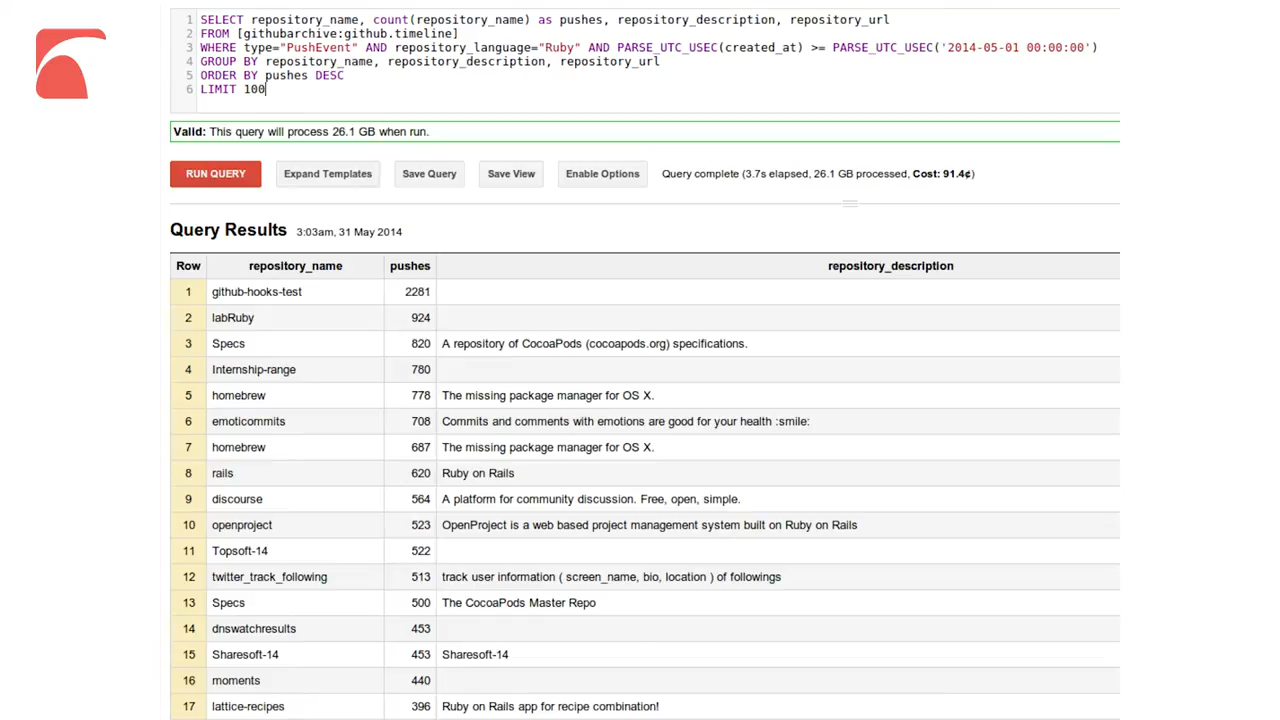 1 SELECT repository_name, count(repository_name) as pushes, repository_description, repository_url
2 FROM [githubarchive:github.timeline]
3 WHERE type="PushEvent" AND repository_language="Ruby" AND PARSE_UTC_USEC(created_at) >= PARSE_UTC_USEC('2014-05-01 00:00:00')
4 GROUP BY repository_name, repository_description, repository_url
5 ORDER BY pushes DESC
6 LIMIT 100
Valid: This query will process 26.1 GB when run.
RUN QUERY Expand Templates Save Query Save View Enable Options Query complete (3.7s elapsed, 26.1 GB processed, Cost: 91.4¢)
Query Results 3:03am, 31 May 2014
Row repository_name pushes repository_description
1 github-hooks-test 2281
2 labRuby 924
3 Specs 820 A repository of CocoaPods (cocoapods.org) specifications.
4 Internship-range 780
5 homebrew 778 The missing package manager for OS X.
6 emoticommits 708 Commits and comments with emotions are good for your health :smile:
7 homebrew 687 The missing package manager for OS X.
8 rails 620 Ruby on Rails
9 discourse 564 A platform for community discussion. Free, open, simple.
10 openproject 523 OpenProject is a web based project management system built on Ruby on Rails
11 Topsoft-14 522
12 twitter_track_following 513 track user information ( screen_name, bio, location ) of followings
13 Specs 500 The CocoaPods Master Repo
14 dnswatchresults 453
15 Sharesoft-14 453 Sharesoft-14
16 moments 440
17 lattice-recipes 396 Ruby on Rails app for recipe combination!